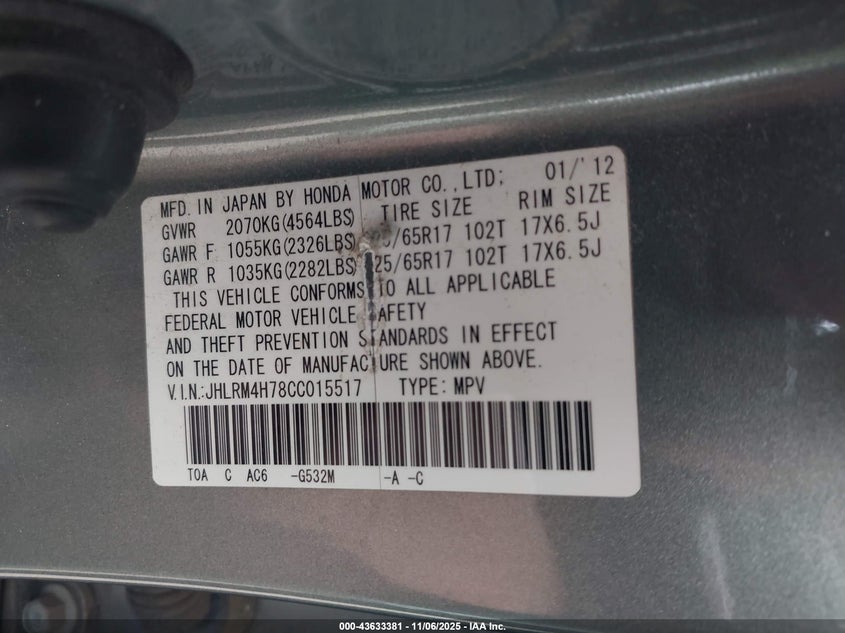 MFD. IN JAPAN BY HONDA MOTOR CO.,LTD; 01/'12
GVWR 2070KG(4564LBS) TIRE SIZE RIM SIZE
GAWR F 1055KG(2326LBS) /65R17 102T 17X6.5J
GAWR R 1035KG(2282LBS) 25/65R17 102T 17X6.5J
THIS VEHICLE CONFORMS TO ALL APPLICABLE
FEDERAL MOTOR VEHICLE SAFETY
AND THEFT PREVENTION STANDARDS IN EFFECT
ON THE DATE OF MANUFACTURE SHOWN ABOVE.
V.I.N.:JHLRM4H78CC015517 TYPE: MPV
TOA C AC6 -G532M -A -C
000-43633381 - 11/06/2025 - IAA Inc.